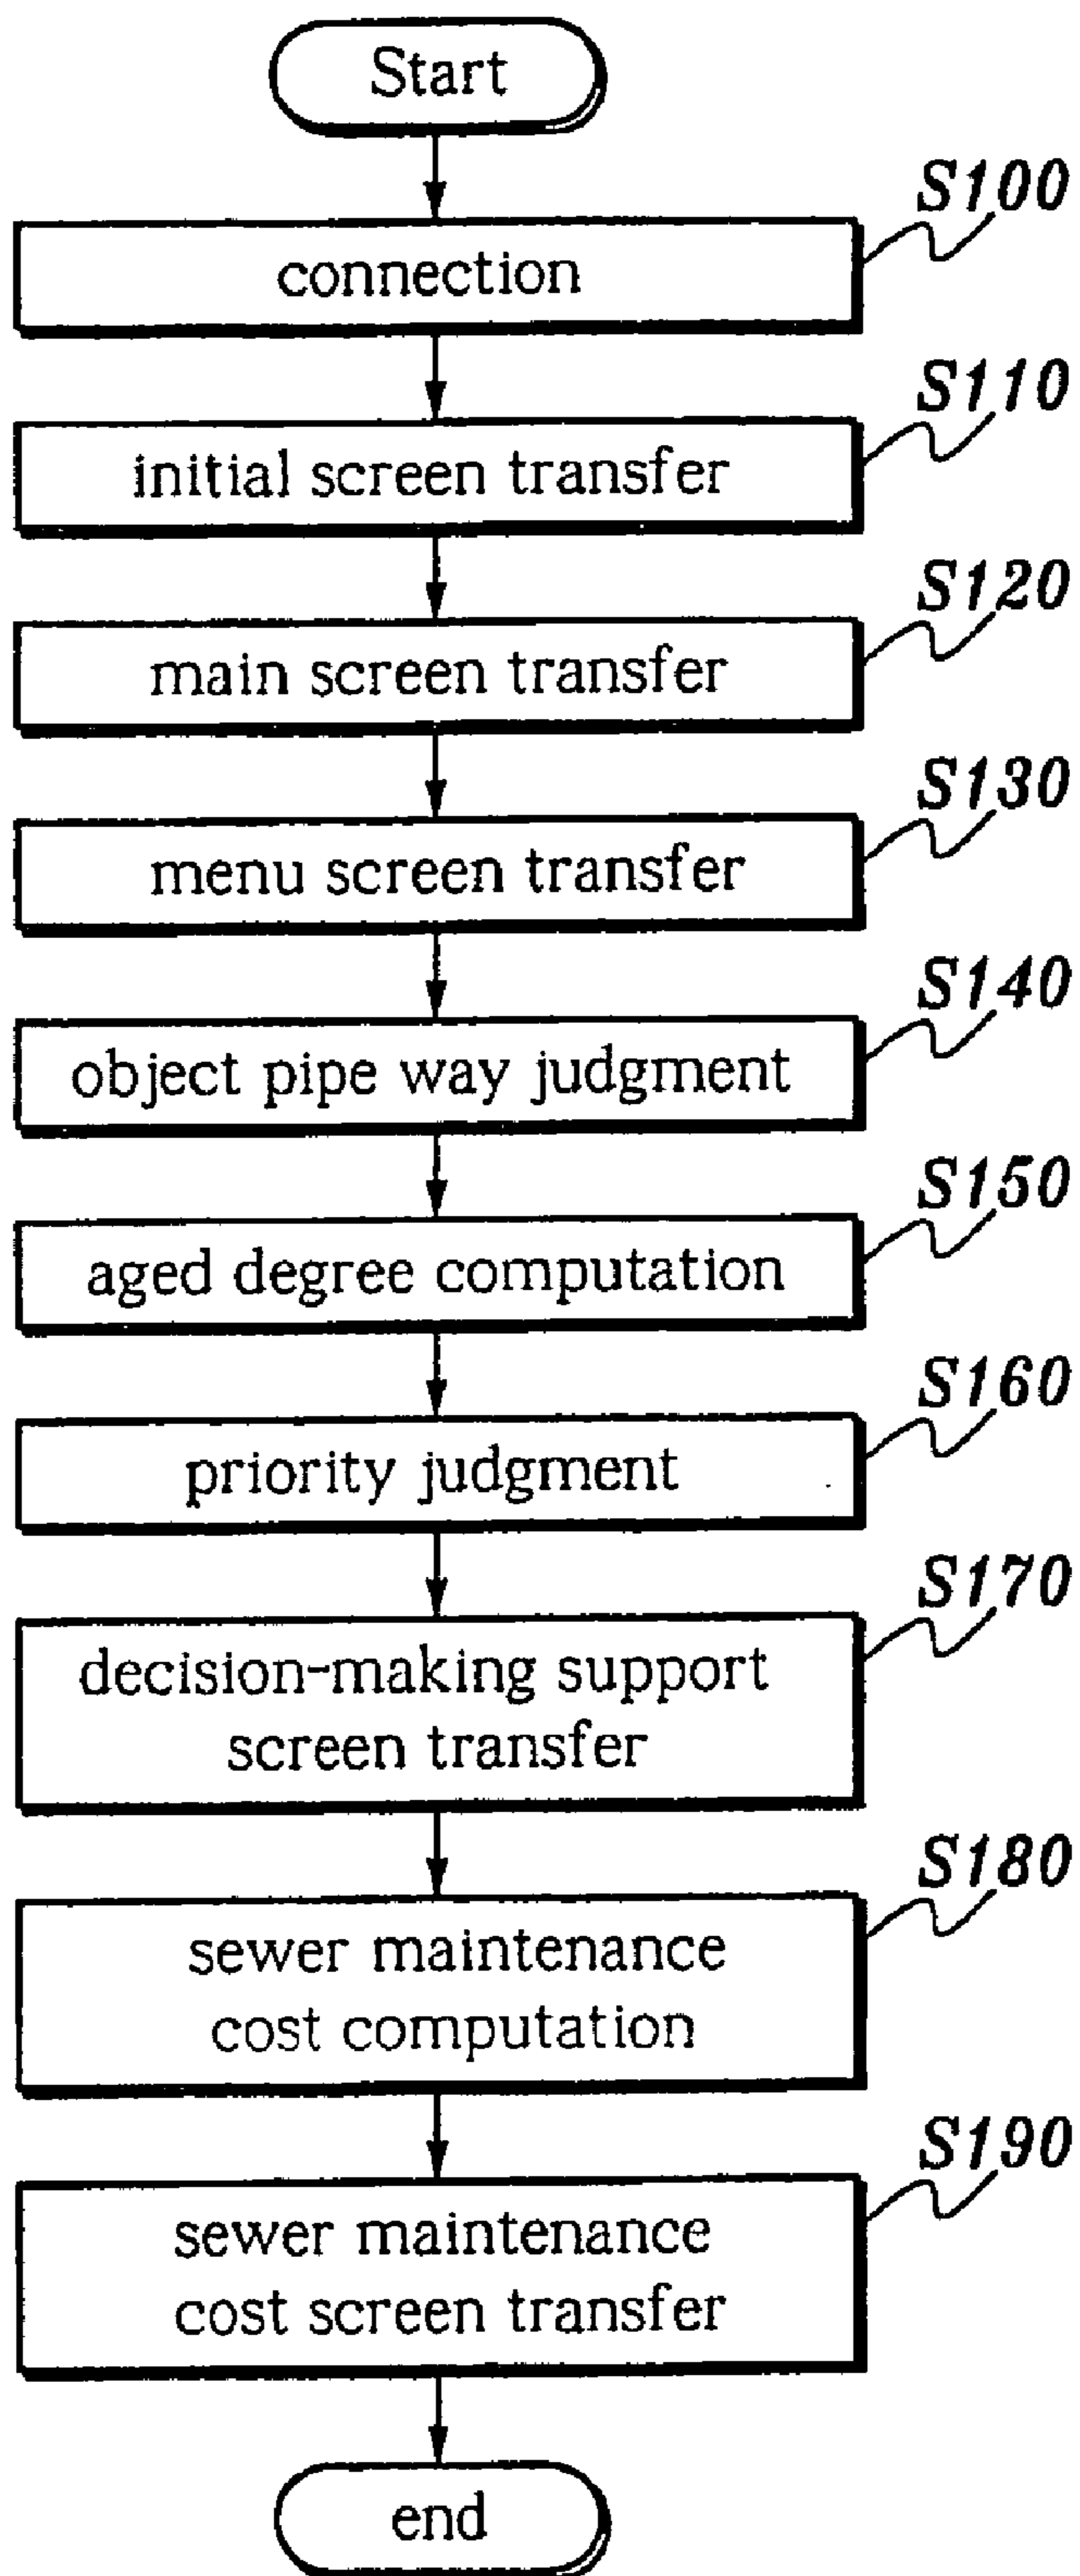 Start
S100
connection
S110
initial screen transfer
S120
main screen transfer
S130
menu screen transfer
S140
object pipe way judgment
S150
aged degree computation
S160
priority judgment
S170
decision-making support
screen transfer
S180
sewer maintenance
cost computation
S190
sewer maintenance
cost screen transfer
end